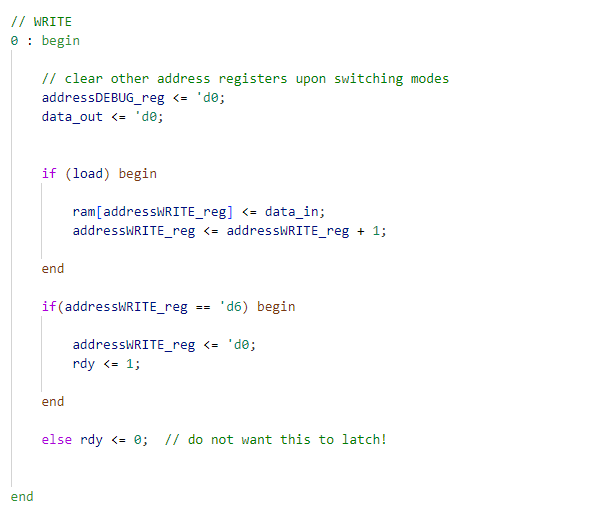 // WRITE
0 : begin
// clear other address registers upon switching modes
addressDEBUG_reg <= 'd0;
data_out <= 'd0;
if (load) begin
ram[addressWRITE_reg] <= data_in;
addressWRITE_reg <= addressWRITE_reg + 1;
end
if(addressWRITE_reg == 'd6) begin
addressWRITE_reg <= 'd0;
rdy <= 1;
end
else rdy <= 0;  // do not want this to latch!
end